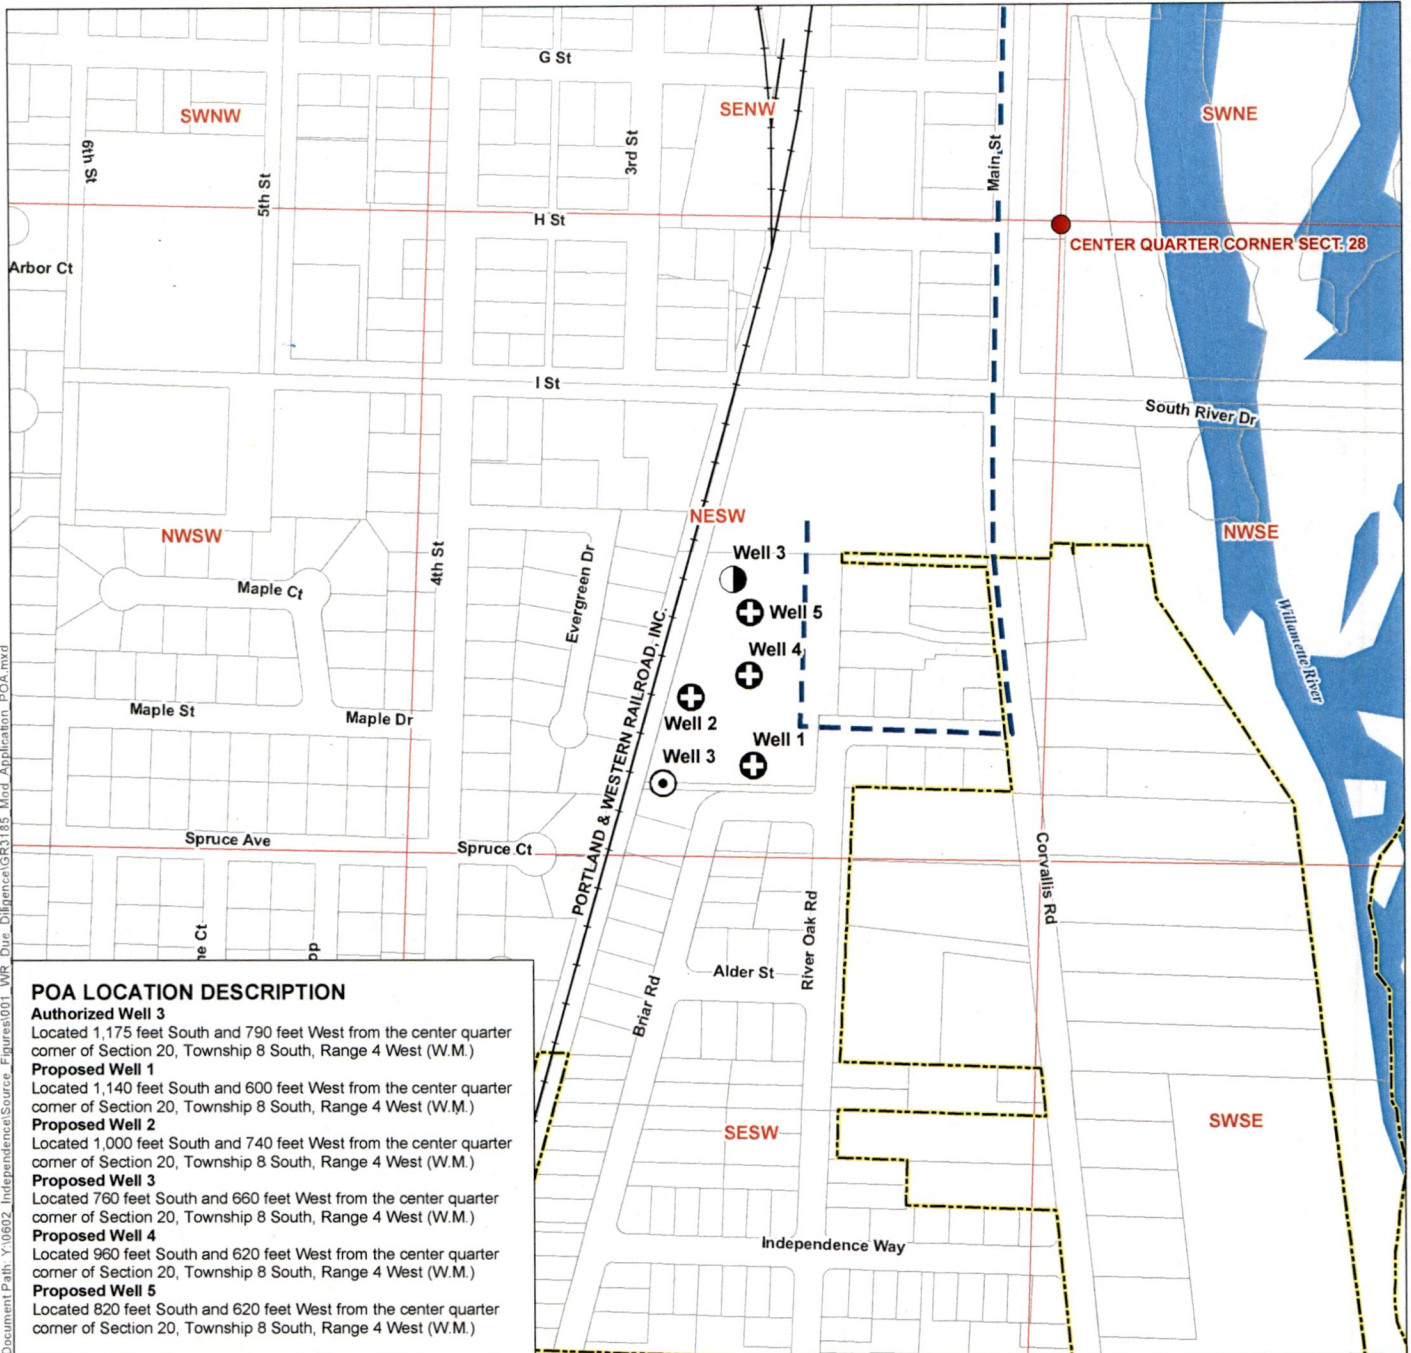 G St
SWNW
SENW
SWNE
6th St
3rd St
Main St
5th St
H St
CENTER QUARTER CORNER SECT. 28
Arbor Ct
I St
South River Dr
NWSW
NESW
NWSE
4th St
Evergreen Dr
Well 3
Maple Ct
Well 5
Well 4
Willamette River
Maple St
Maple Dr
Well 2
Well 1
Well 3
PORTLAND & WESTERN RAILROAD, INC.
Spruce Ave
Spruce Ct
Corvallis Rd
River Oak Rd
ne Ct
op
Alder St
Briar Rd
SESW
SWSE
Independence Way
POA LOCATION DESCRIPTION
Authorized Well 3
Located 1,175 feet South and 790 feet West from the center quarter
corner of Section 20, Township 8 South, Range 4 West (W.M.)
Proposed Well 1
Located 1,140 feet South and 600 feet West from the center quarter
corner of Section 20, Township 8 South, Range 4 West (W.M.)
Proposed Well 2
Located 1,000 feet South and 740 feet West from the center quarter
corner of Section 20, Township 8 South, Range 4 West (W.M.)
Proposed Well 3
Located 760 feet South and 660 feet West from the center quarter
corner of Section 20, Township 8 South, Range 4 West (W.M.)
Proposed Well 4
Located 960 feet South and 620 feet West from the center quarter
corner of Section 20, Township 8 South, Range 4 West (W.M.)
Proposed Well 5
Located 820 feet South and 620 feet West from the center quarter
corner of Section 20, Township 8 South, Range 4 West (W.M.)
Document Path: Y:\0602_Independence\Source_Figures\001_WR_Due_Diligence\GR3185_Mod_Application_POA.mxd